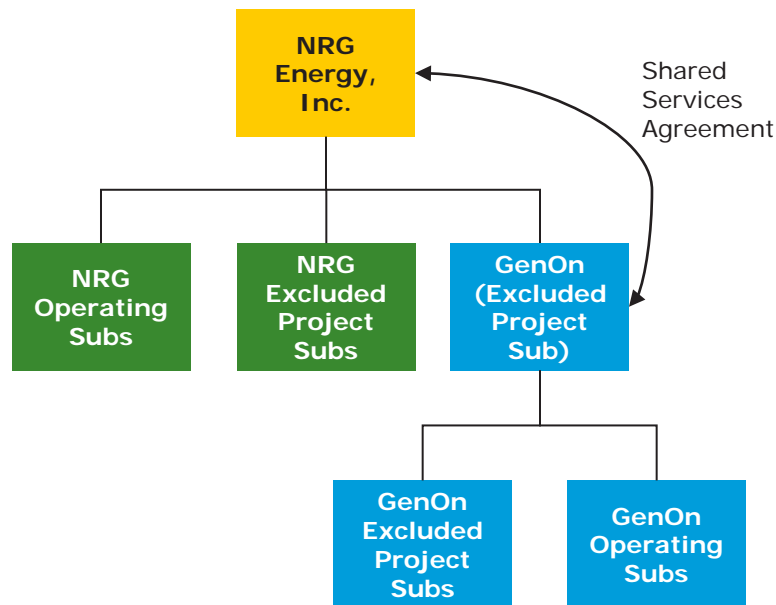 NRG
Energy,
Inc.
Shared
Services
Agreement
NRG
Operating
Subs
NRG
Excluded
Project
Subs
GenOn
(Excluded
Project
Sub)
GenOn
Excluded
Project
Subs
GenOn
Operating
Subs